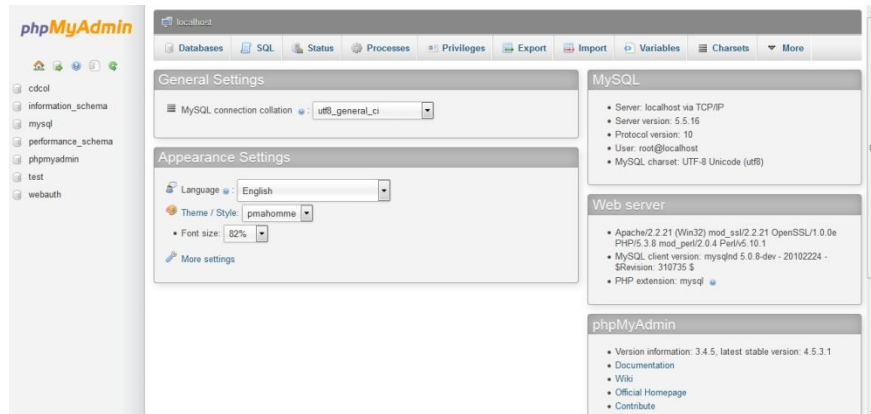 phpMyAdmin
cdcol
information_schema
mysql
performance_schema
phpmyadmin
test
webauth
localhost
Databases SQL Status Processes Privileges Export Import Variables Charsets More
General Settings
MySQL connection collation : utf8_general_ci
Appearance Settings
Language : English
Theme / Style: pmahomme
Font size: 82%
More settings
MySQL
Server: localhost via TCP/IP
Server version: 5.5.16
Protocol version: 10
User: root@localhost
MySQL charset: UTF-8 Unicode (utf8)
Web server
Apache/2.2.21 (Win32) mod_ssl/2.2.21 OpenSSL/1.0.0e
PHP/5.3.8 mod_perl/2.0.4 Perl/v5.10.1
MySQL client version: mysqlnd 5.0.8-dev - 20102224 -
$Revision: 310735 $
PHP extension: mysql
phpMyAdmin
Version information: 3.4.5, latest stable version: 4.5.3.1
Documentation
Wiki
Official Homepage
Contribute